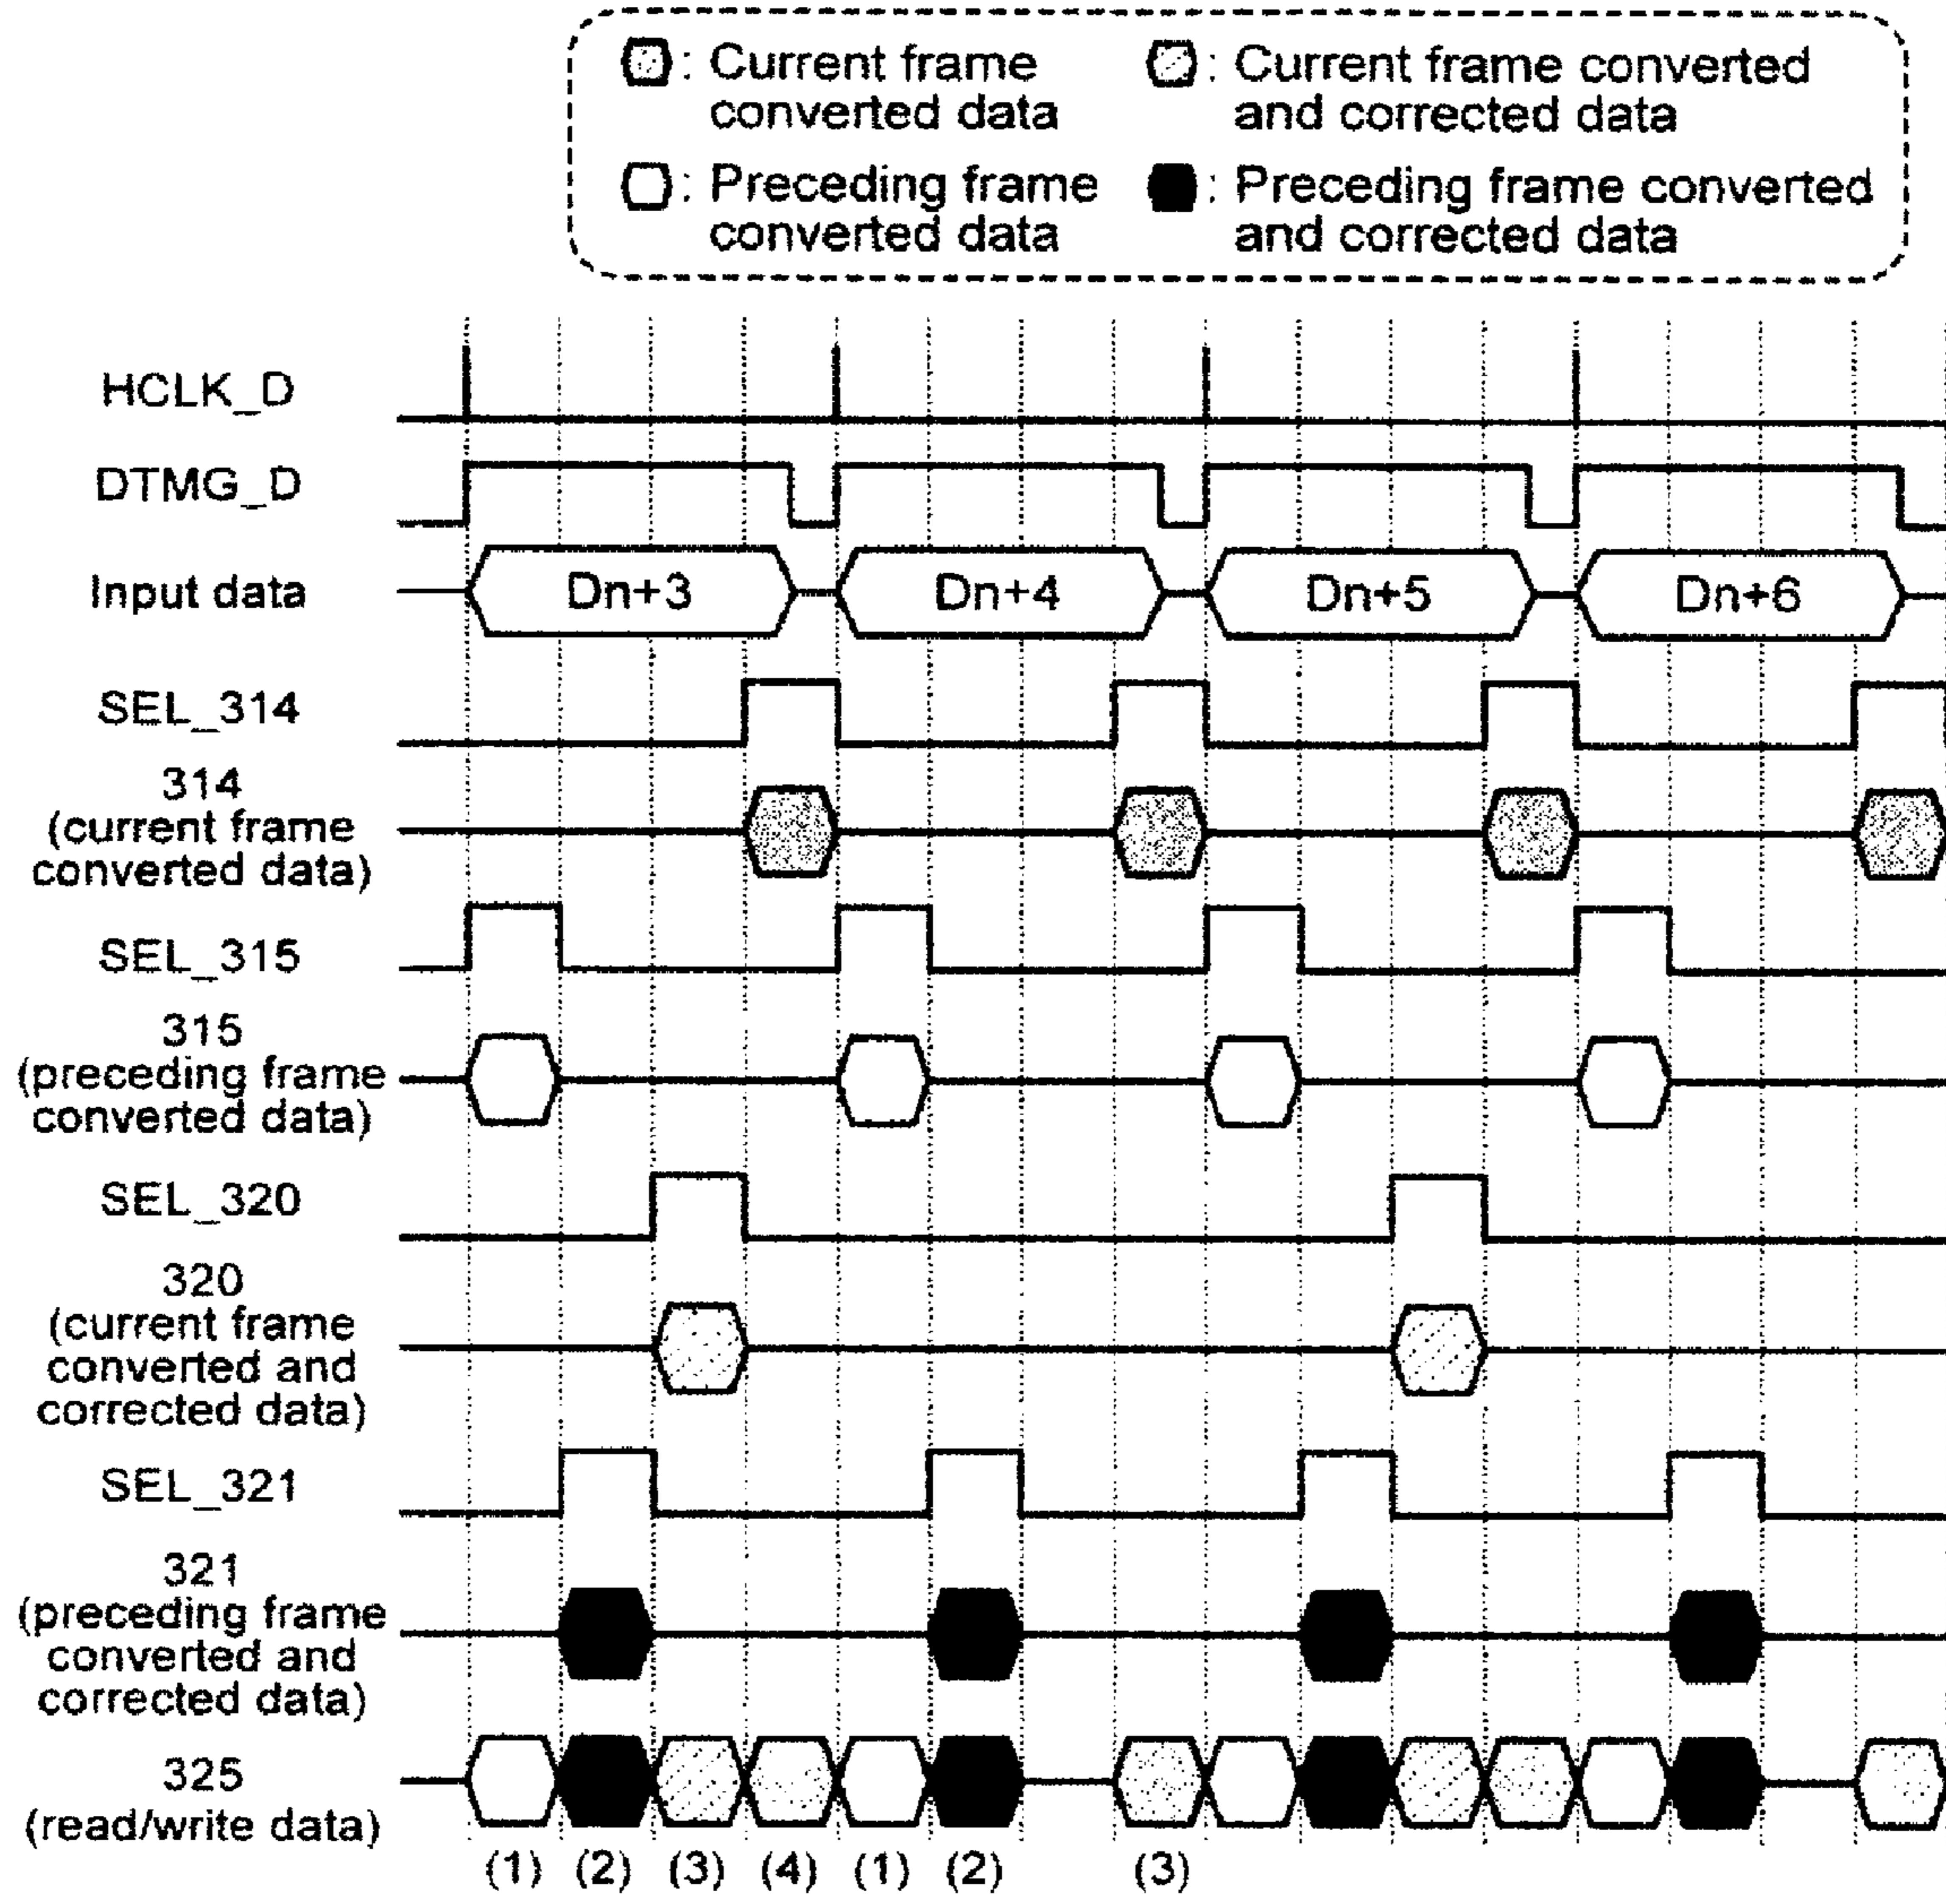 : Current frame
converted data
: Current frame converted
and corrected data
: Preceding frame
converted data
: Preceding frame converted
and corrected data
HCLK_D
DTMG_D
Input data
Dn+3
Dn+4
Dn+5
Dn+6
SEL_314
314
(current frame
converted data)
SEL_315
315
(preceding frame
converted data)
SEL_320
320
(current frame
converted and
corrected data)
SEL_321
321
(preceding frame
converted and
corrected data)
325
(read/write data)
(1) (2) (3) (4) (1) (2) (3)